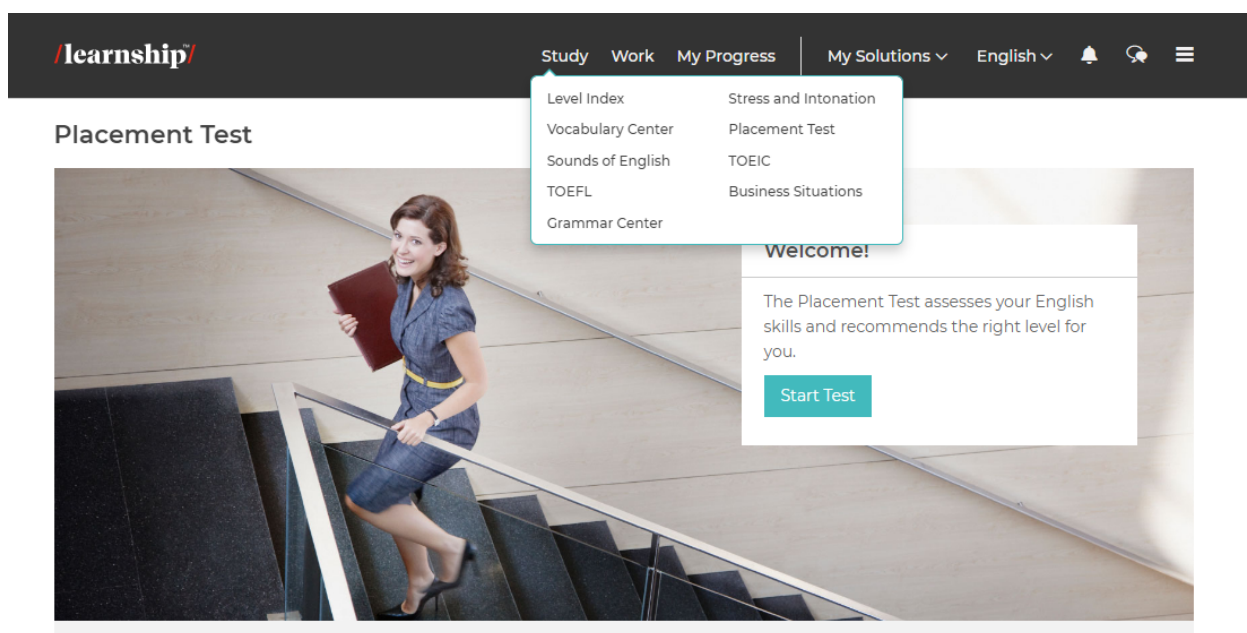 /learnship™/
Study Work My Progress My Solutions English
Level Index Stress and Intonation
Vocabulary Center Placement Test
Sounds of English TOEIC
TOEFL Business Situations
Grammar Center
Placement Test
Welcome!
The Placement Test assesses your English
skills and recommends the right level for
you.
Start Test